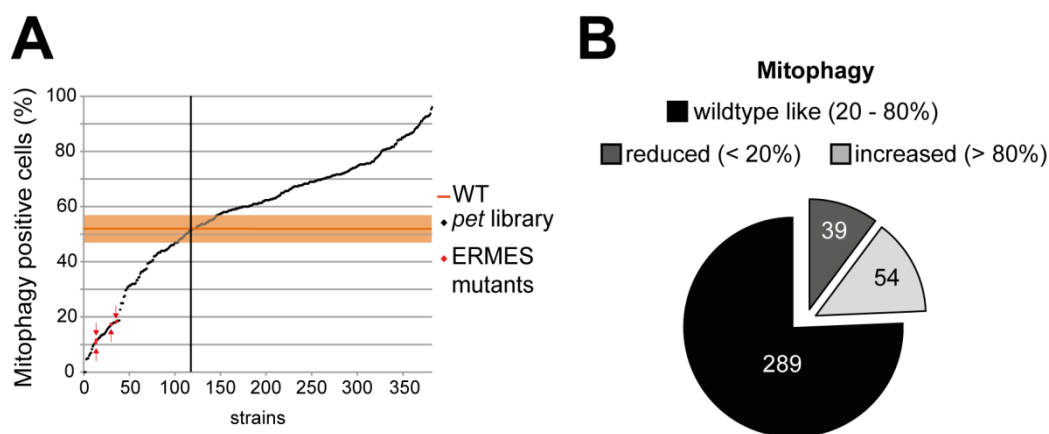 A
Mitophagy positive cells (%)
100
80
60
40
20
0
0
50
100
150
200
250
300
350
strains
WT
pet library
ERMES
mutants
B
Mitophagy
wildtype like (20 - 80%)
reduced (< 20%)
increased (> 80%)
39
54
289